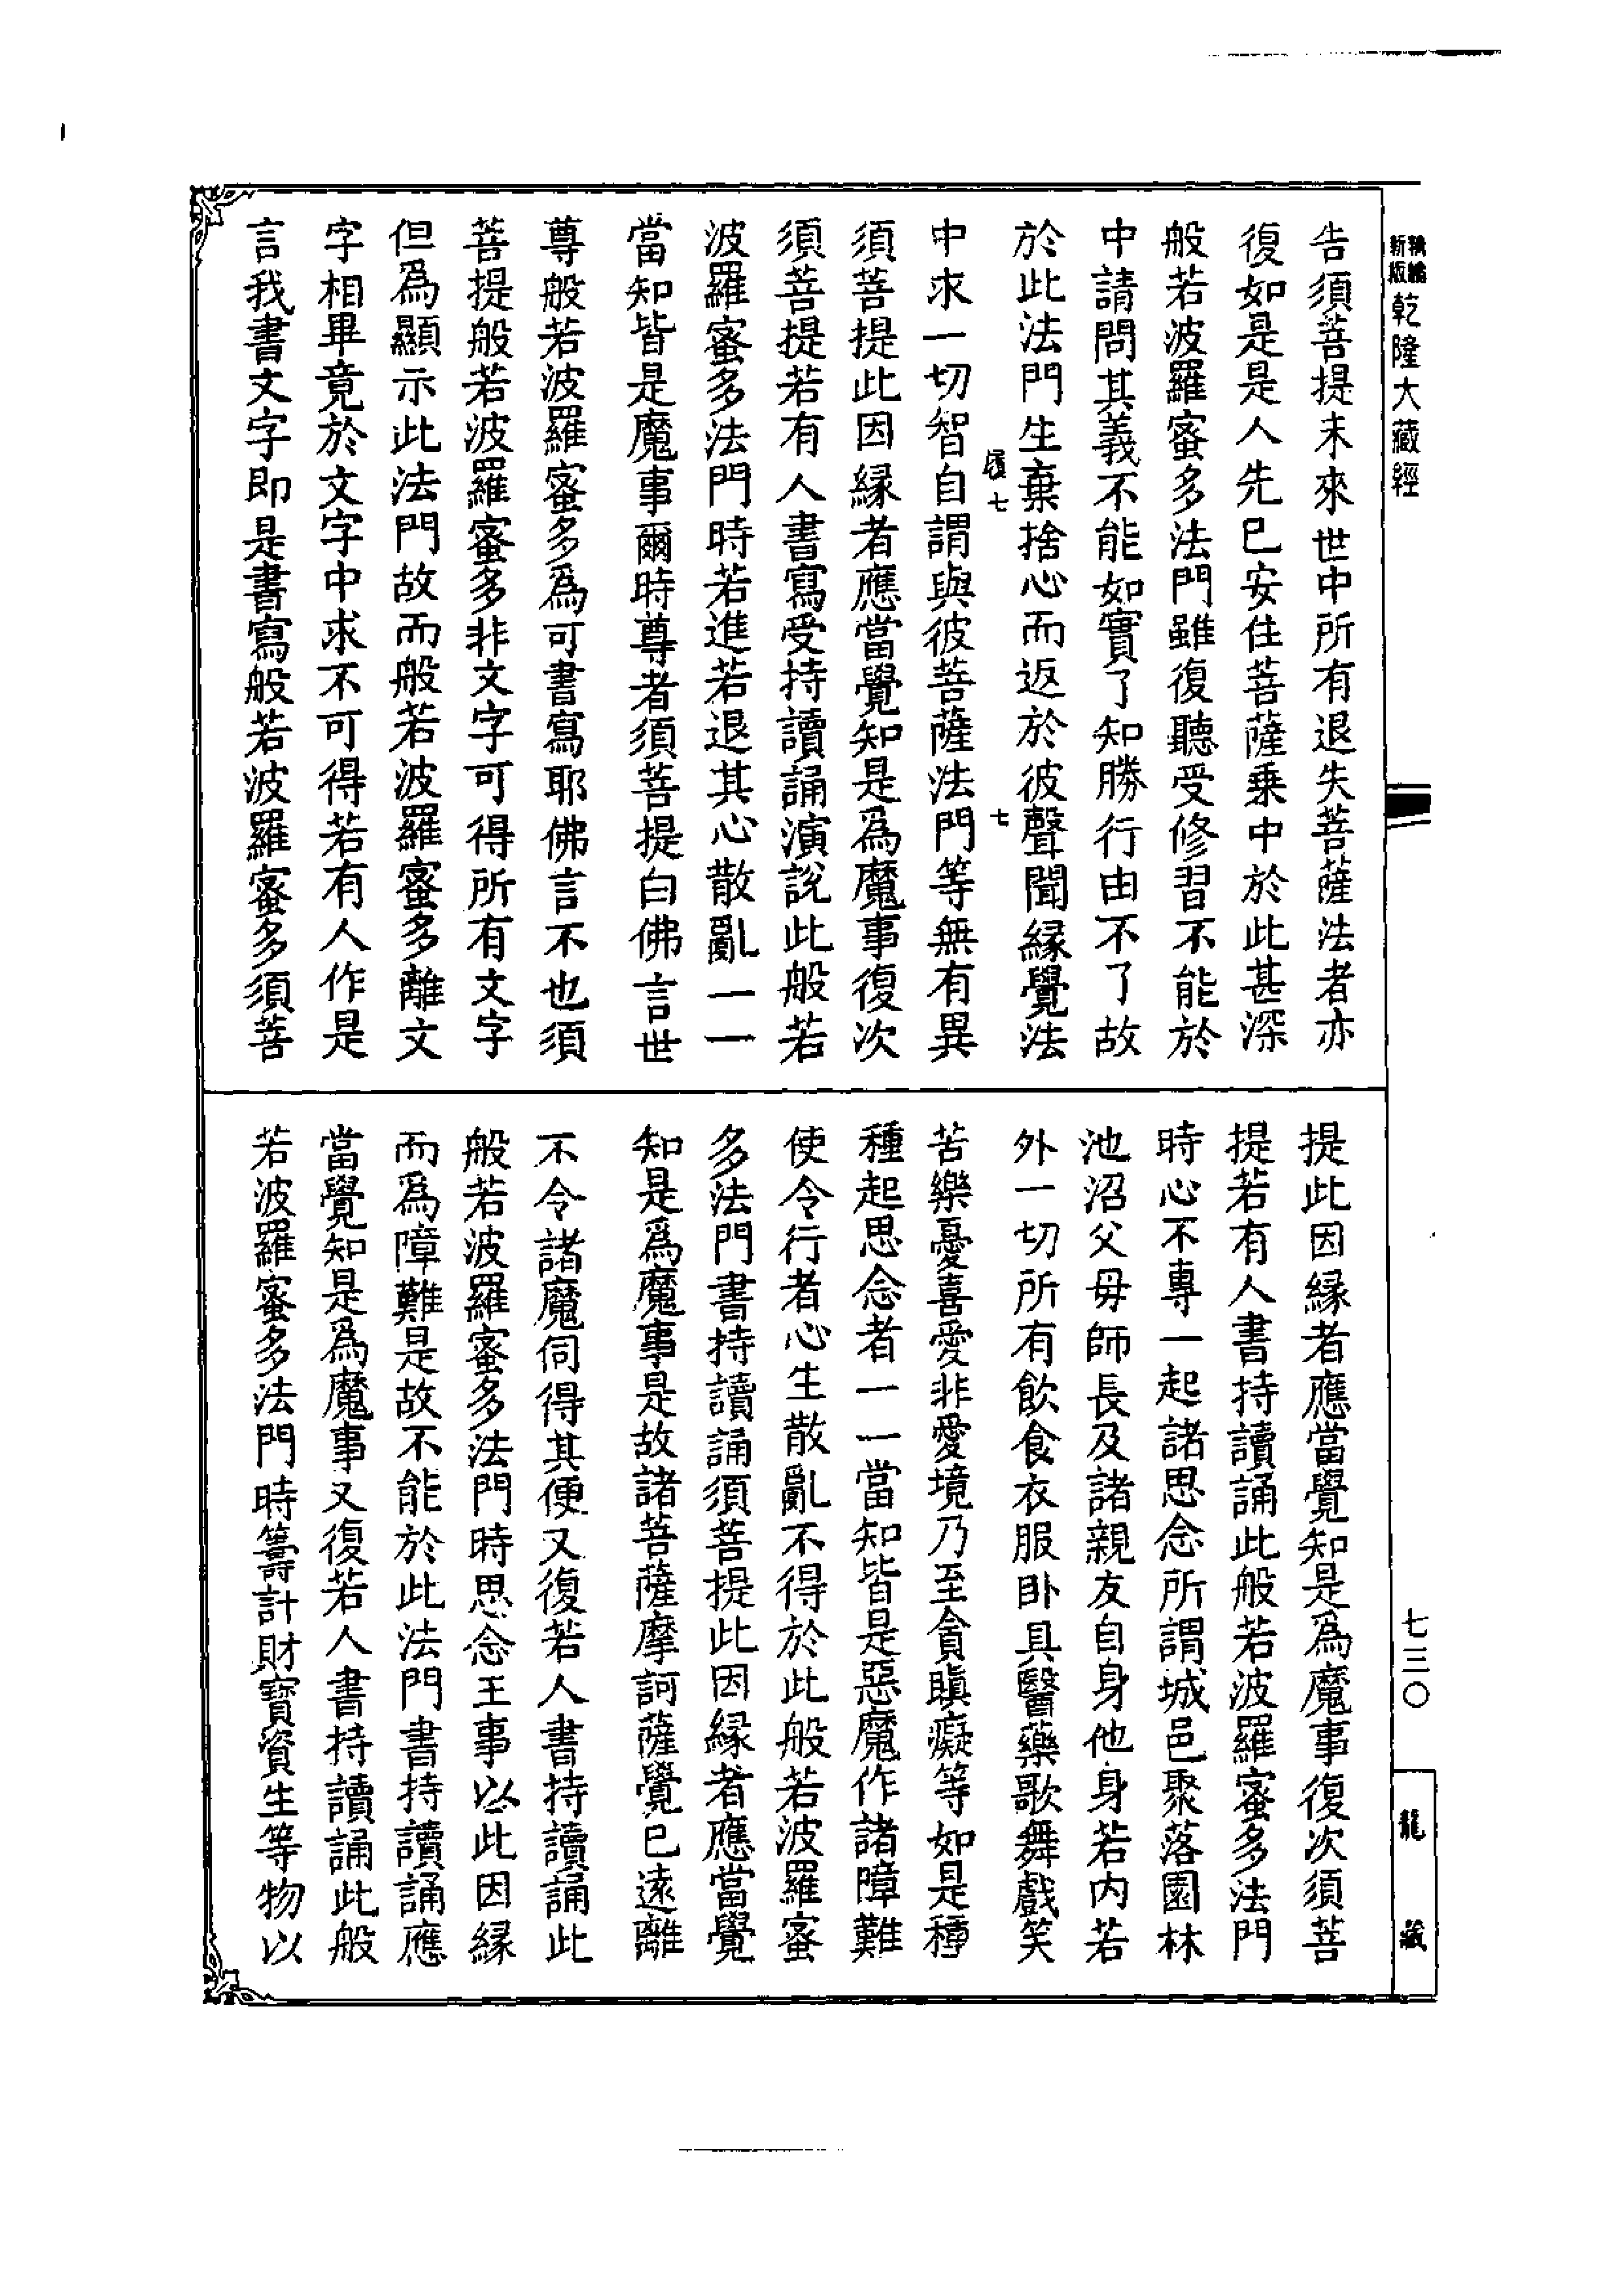 新編縮版乾隆大藏經
告須菩提未來世中所有退失菩薩法者亦
復如是是人先已安住菩薩乗中於此甚深
般若波羅蜜多法門雖復聽受修習不能於
中請問其義不能如實了知勝行由不了故
於此法門生棄捨心而返於彼聲聞緣覺法
履七 七
中求一切智自謂與彼菩薩法門等無有異
須菩提此因緣者應當覺知是為魔事復次
須菩提若有人書寫受持讀誦演說此般若
波羅蜜多法門時若進若退其心散亂一一
當知皆是魔事爾時尊者須菩提白佛言世
尊般若波羅蜜多為可書寫耶佛言不也須
菩提般若波羅蜜多非文字可得所有文字
但爲顯示此法門故而般若波羅蜜多離文
字相畢竟於文字中求不可得若有人作是
言我書文字即是書寫般若波羅蜜多須菩
提此因緣者應當覺知是為魔事復次須菩
提若有人書持讀誦此般若波羅蜜多法門
時心不專一起諸思念所謂城邑聚落園林
池沼父母師長及諸親友自身他身若内若
外一切所有飲食衣服卧具醫藥歌舞戲笑
苦樂憂喜愛非愛境乃至貪瞋癡等如是種
種起思念者一一當知皆是惡魔作諸障難
使令行者心生散亂不得於此般若波羅蜜
多法門書持讀誦須菩提此因緣者應當覺
知是爲魔事是故諸菩薩摩訶薩覺已遠離
不令諸魔伺得其便又復若人書持讀誦此
般若波羅蜜多法門時思念王事以此因緣
而爲障難是故不能於此法門書持讀誦應
當覺知是為魔事又復若人書持讀誦此般
若波羅蜜多法門時籌計財寶資生等物以
七三〇
龍藏